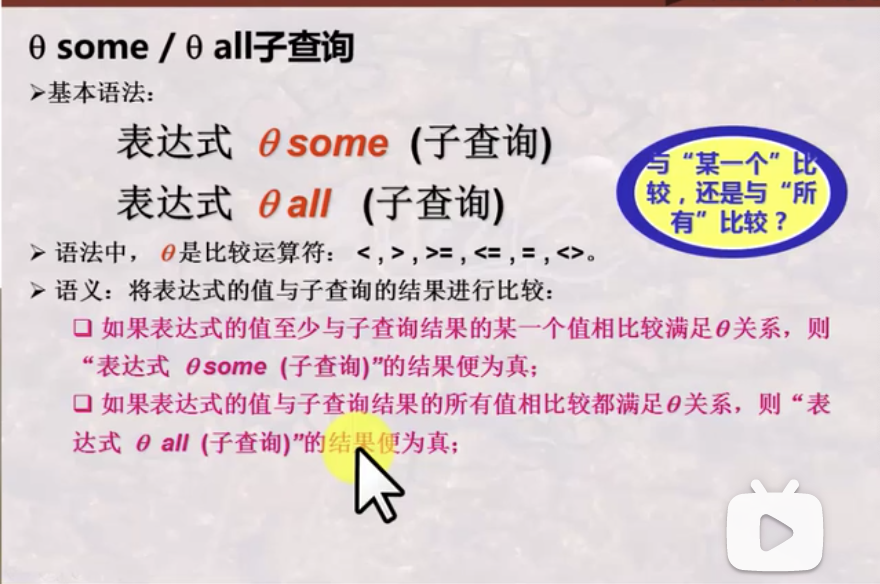 θ some / θ all子查询
➢基本语法：
表达式 θ some (子查询)
表达式 θ all (子查询)
与“某一个”比
较，还是与“所
有”比较？
➢ 语法中， θ 是比较运算符： < , > , >= , <= , = , <> 。
➢ 语义：将表达式的值与子查询的结果进行比较：
❑ 如果表达式的值至少与子查询结果的某一个值相比较满足θ 关系，则
“表达式 θ some (子查询)”的结果便为真；
❑ 如果表达式的值与子查询结果的所有值相比较都满足θ 关系，则“表
达式 θ all (子查询)”的结果便为真；